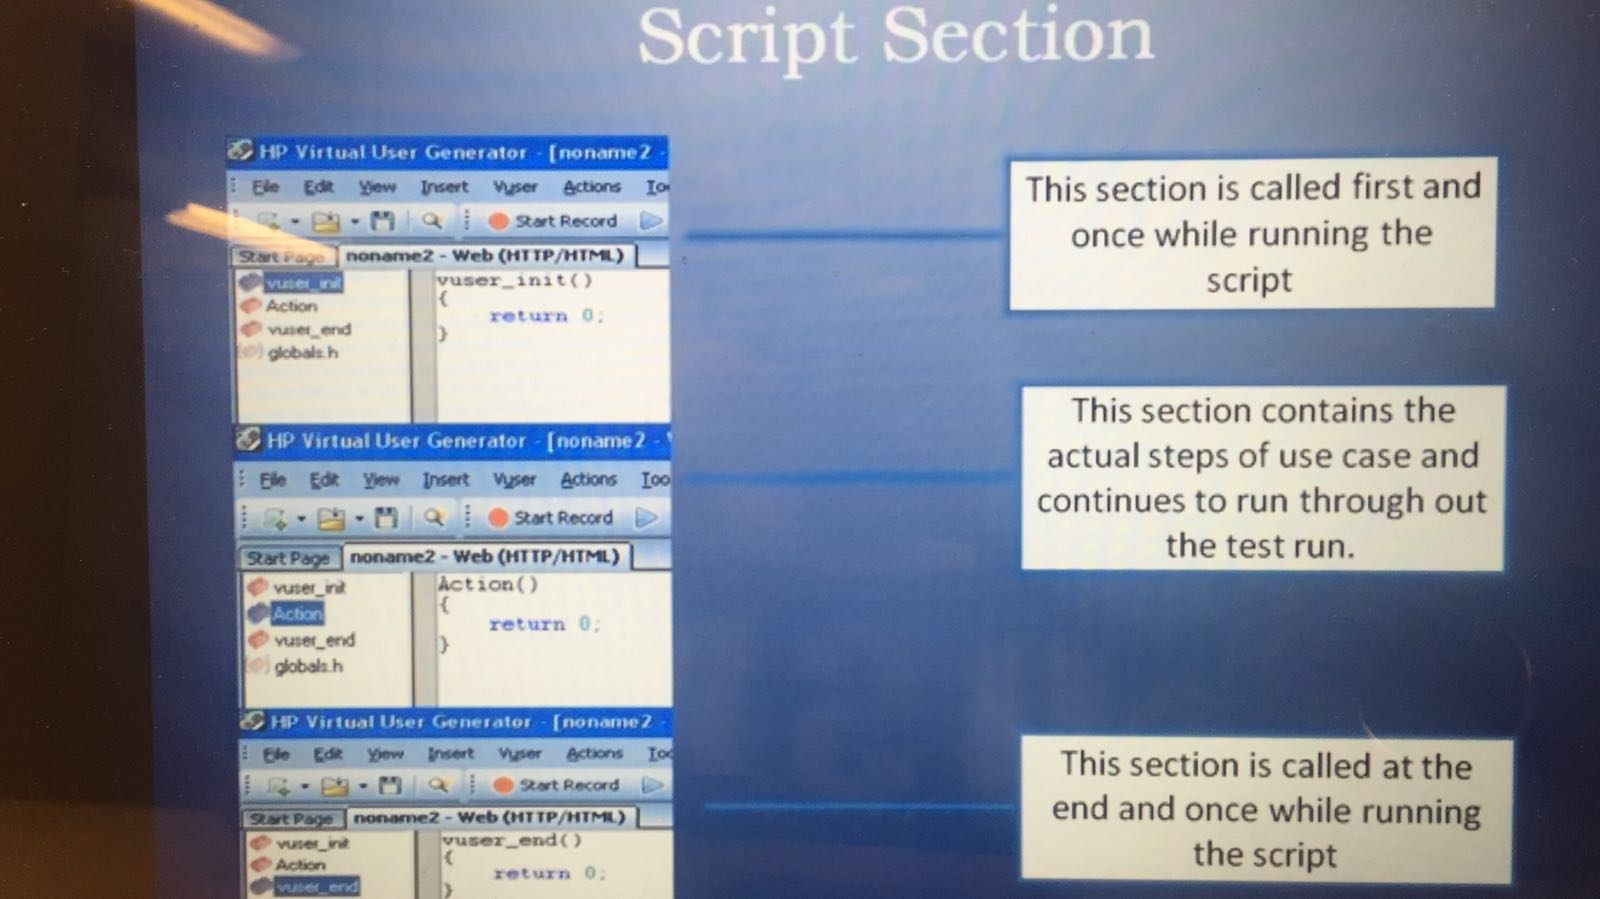 Script Section
HP Virtual User Generator - [noname2 -
File Edit View Insert Vuser Actions Too
Start Record
Start Page noname2 - Web (HTTP/HTML)
vuser_init
Action
vuser_end
globals.h
vuser_init()
{
return 0;
}
This section is called first and
once while running the
script
HP Virtual User Generator - [noname2 -
File Edit View Insert Vuser Actions Too
Start Record
Start Page noname2 - Web (HTTP/HTML)
vuser_init
Action
vuser_end
globals.h
Action()
{
return 0;
}
This section contains the
actual steps of use case and
continues to run through out
the test run.
HP Virtual User Generator - [noname2 -
File Edit View Insert Vuser Actions Too
Start Record
Start Page noname2 - Web (HTTP/HTML)
vuser_init
Action
vuser_end
vuser_end()
{
return 0;
}
This section is called at the
end and once while running
the script